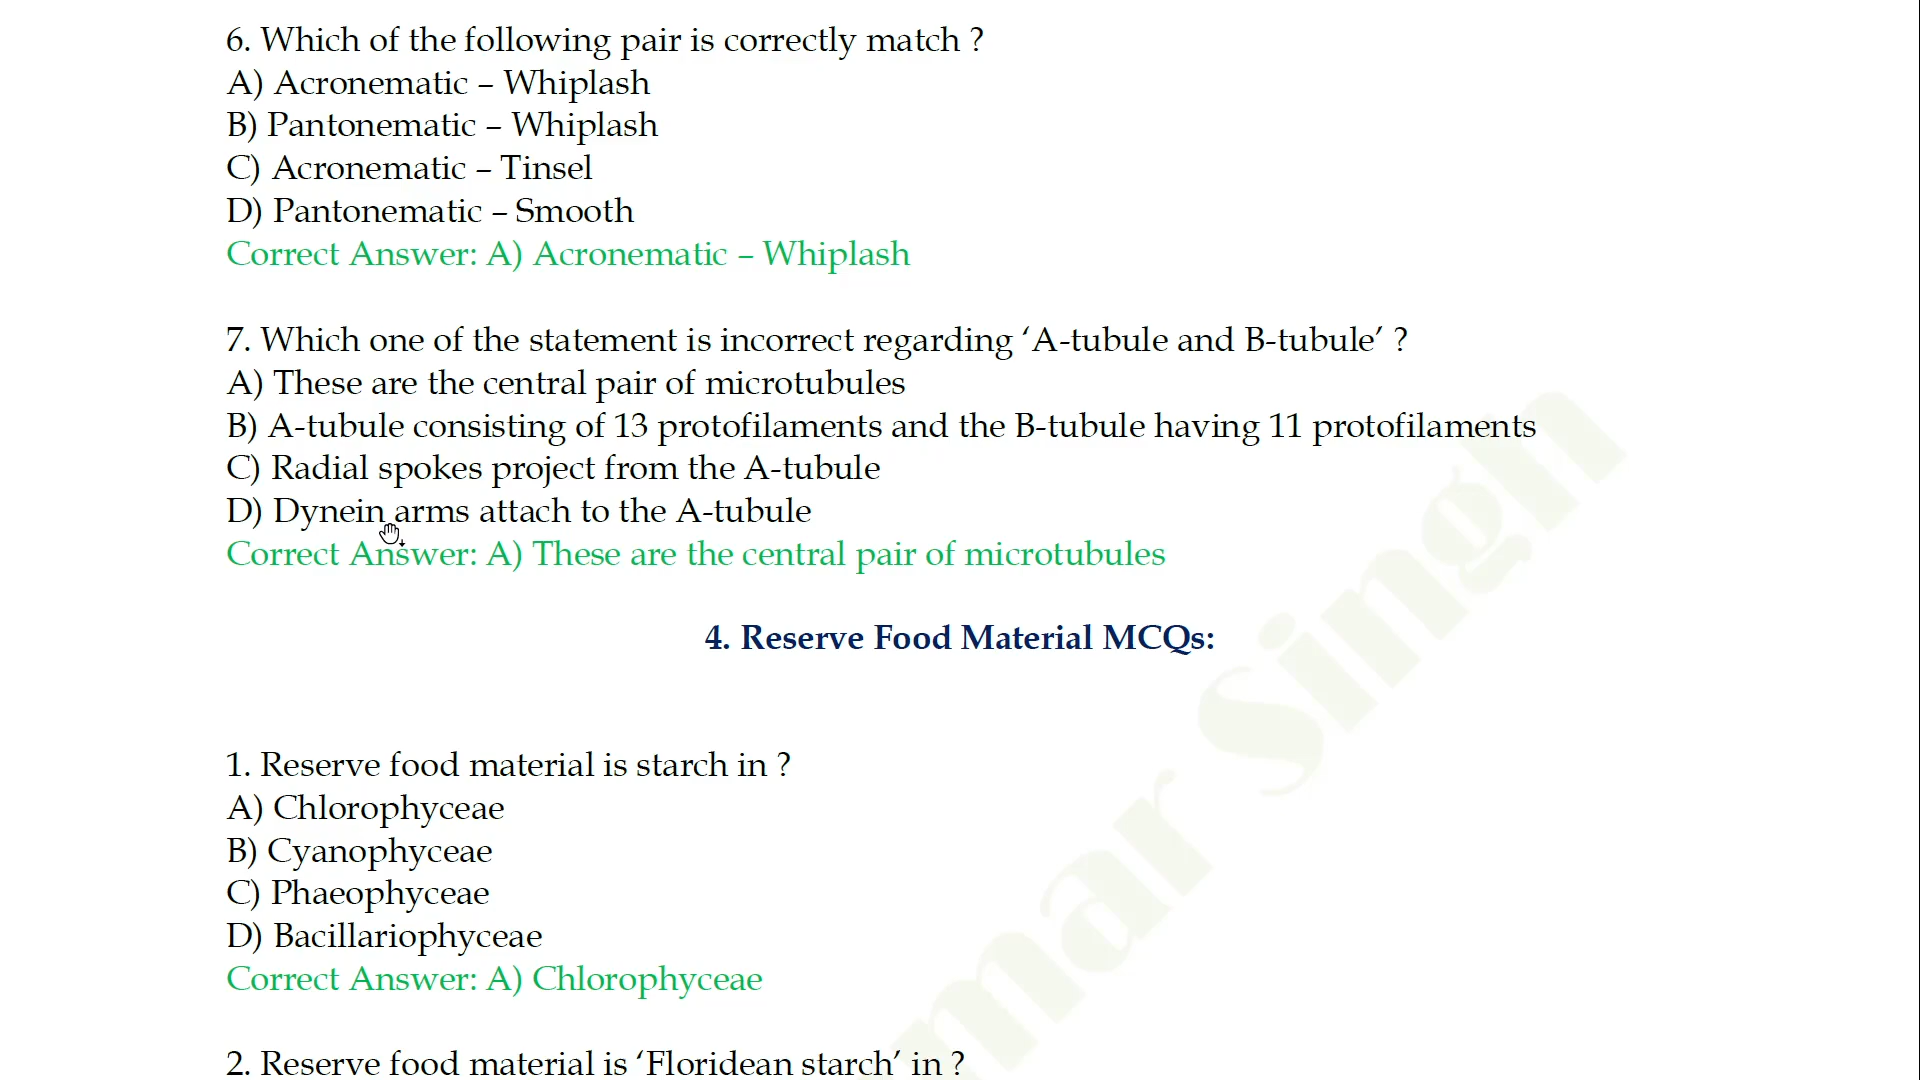 6. Which of the following pair is correctly match ?
A) Acronematic – Whiplash
B) Pantonematic – Whiplash
C) Acronematic – Tinsel
D) Pantonematic – Smooth
Correct Answer: A) Acronematic – Whiplash
7. Which one of the statement is incorrect regarding ‘A-tubule and B-tubule’ ?
A) These are the central pair of microtubules
B) A-tubule consisting of 13 protofilaments and the B-tubule having 11 protofilaments
C) Radial spokes project from the A-tubule
D) Dynein arms attach to the A-tubule
Correct Answer: A) These are the central pair of microtubules
4. Reserve Food Material MCQs:
1. Reserve food material is starch in ?
A) Chlorophyceae
B) Cyanophyceae
C) Phaeophyceae
D) Bacillariophyceae
Correct Answer: A) Chlorophyceae
2. Reserve food material is ‘Floridean starch’ in ?
mar Singh